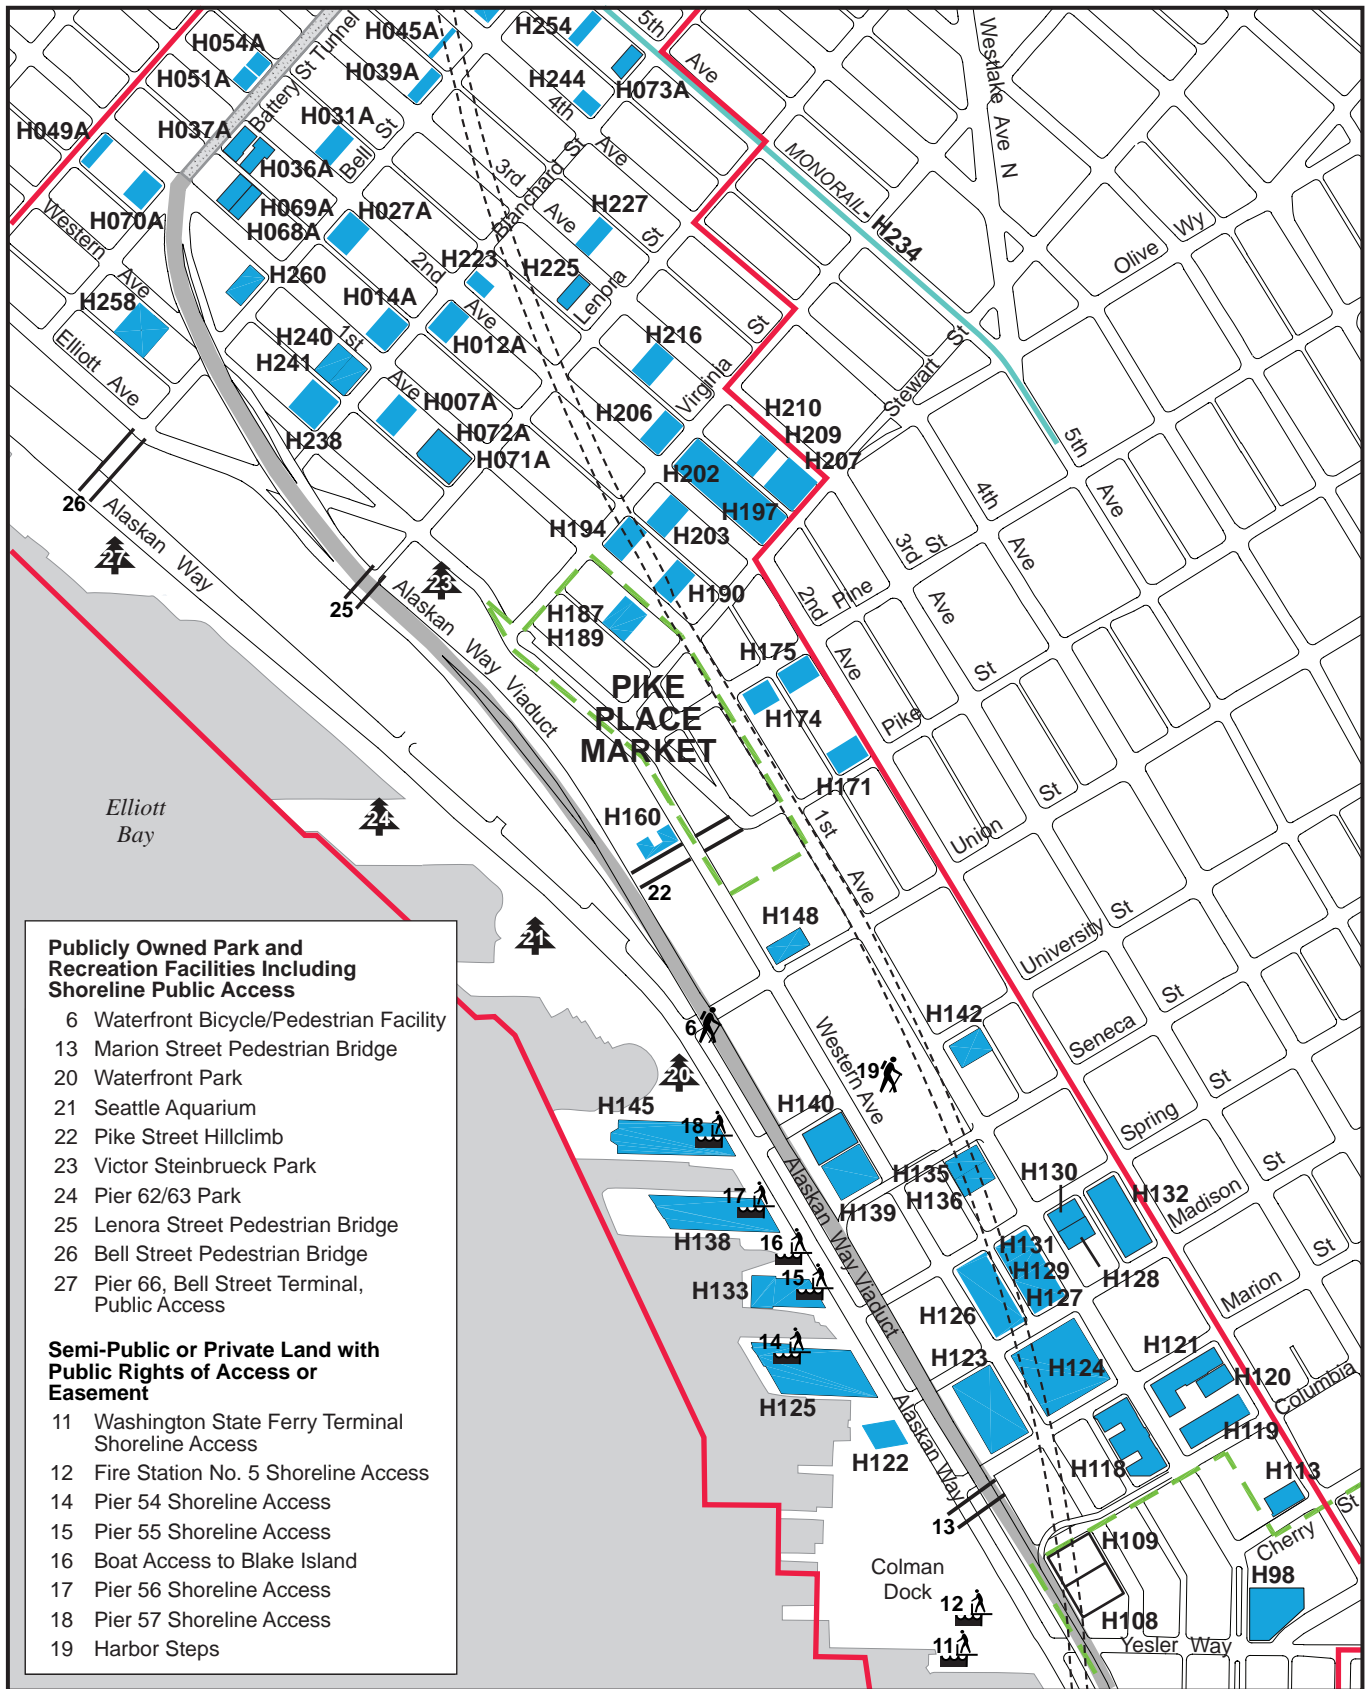 H054A
H051A
H045A
H039A
H254
5th
Ave
H073A
H244
4th
Ave
Westlake Ave N
Battery St Tunnel
H049A
H037A
H031A
Bell
St
H036A
H070A
H069A
H068A
H027A
3rd
Ave
Blanchard St
H227
St
MONORAIL - H234
Olive Wy
Western
Ave
H258
H260
2nd
Ave
H223
H225
Lenora
H014A
H012A
H240
H241
1st
Ave
H216
St
Virginia
Stewart
St
Elliott
Ave
H238
H007A
H072A
H071A
H206
H210
H209
H207
H202
H197
5th
Ave
4th
Ave
26
Alaskan Way
27
H194
H203
3rd
Ave
St
Pine
2nd
Ave
25
23
Alaskan Way Viaduct
H190
H187
H189
PIKE
PLACE
MARKET
H175
H174
H171
St
Pike
St
Union
Elliott
Bay
24
H160
22
1st
Ave
21
H148
University St
St
Seneca
6
20
Western Ave
19
H142
St
Spring
St
Madison
St
Marion
Columbia
H145
18
H140
H139
H135
H136
H130
H132
17
H138
16
15
H133
H131
H129
H127
H128
H126
Alaskan Way Viaduct
14
H125
H123
H124
H121
H120
H119
H122
Alaskan Way
H118
H113
St
Cherry
13
H109
H108
H98
Colman
Dock
12
11
Yesler Way
Publicly Owned Park and
Recreation Facilities Including
Shoreline Public Access
6 Waterfront Bicycle/Pedestrian Facility
13 Marion Street Pedestrian Bridge
20 Waterfront Park
21 Seattle Aquarium
22 Pike Street Hillclimb
23 Victor Steinbrueck Park
24 Pier 62/63 Park
25 Lenora Street Pedestrian Bridge
26 Bell Street Pedestrian Bridge
27 Pier 66, Bell Street Terminal,
Public Access
Semi-Public or Private Land with
Public Rights of Access or
Easement
11 Washington State Ferry Terminal
Shoreline Access
12 Fire Station No. 5 Shoreline Access
14 Pier 54 Shoreline Access
15 Pier 55 Shoreline Access
16 Boat Access to Blake Island
17 Pier 56 Shoreline Access
18 Pier 57 Shoreline Access
19 Harbor Steps